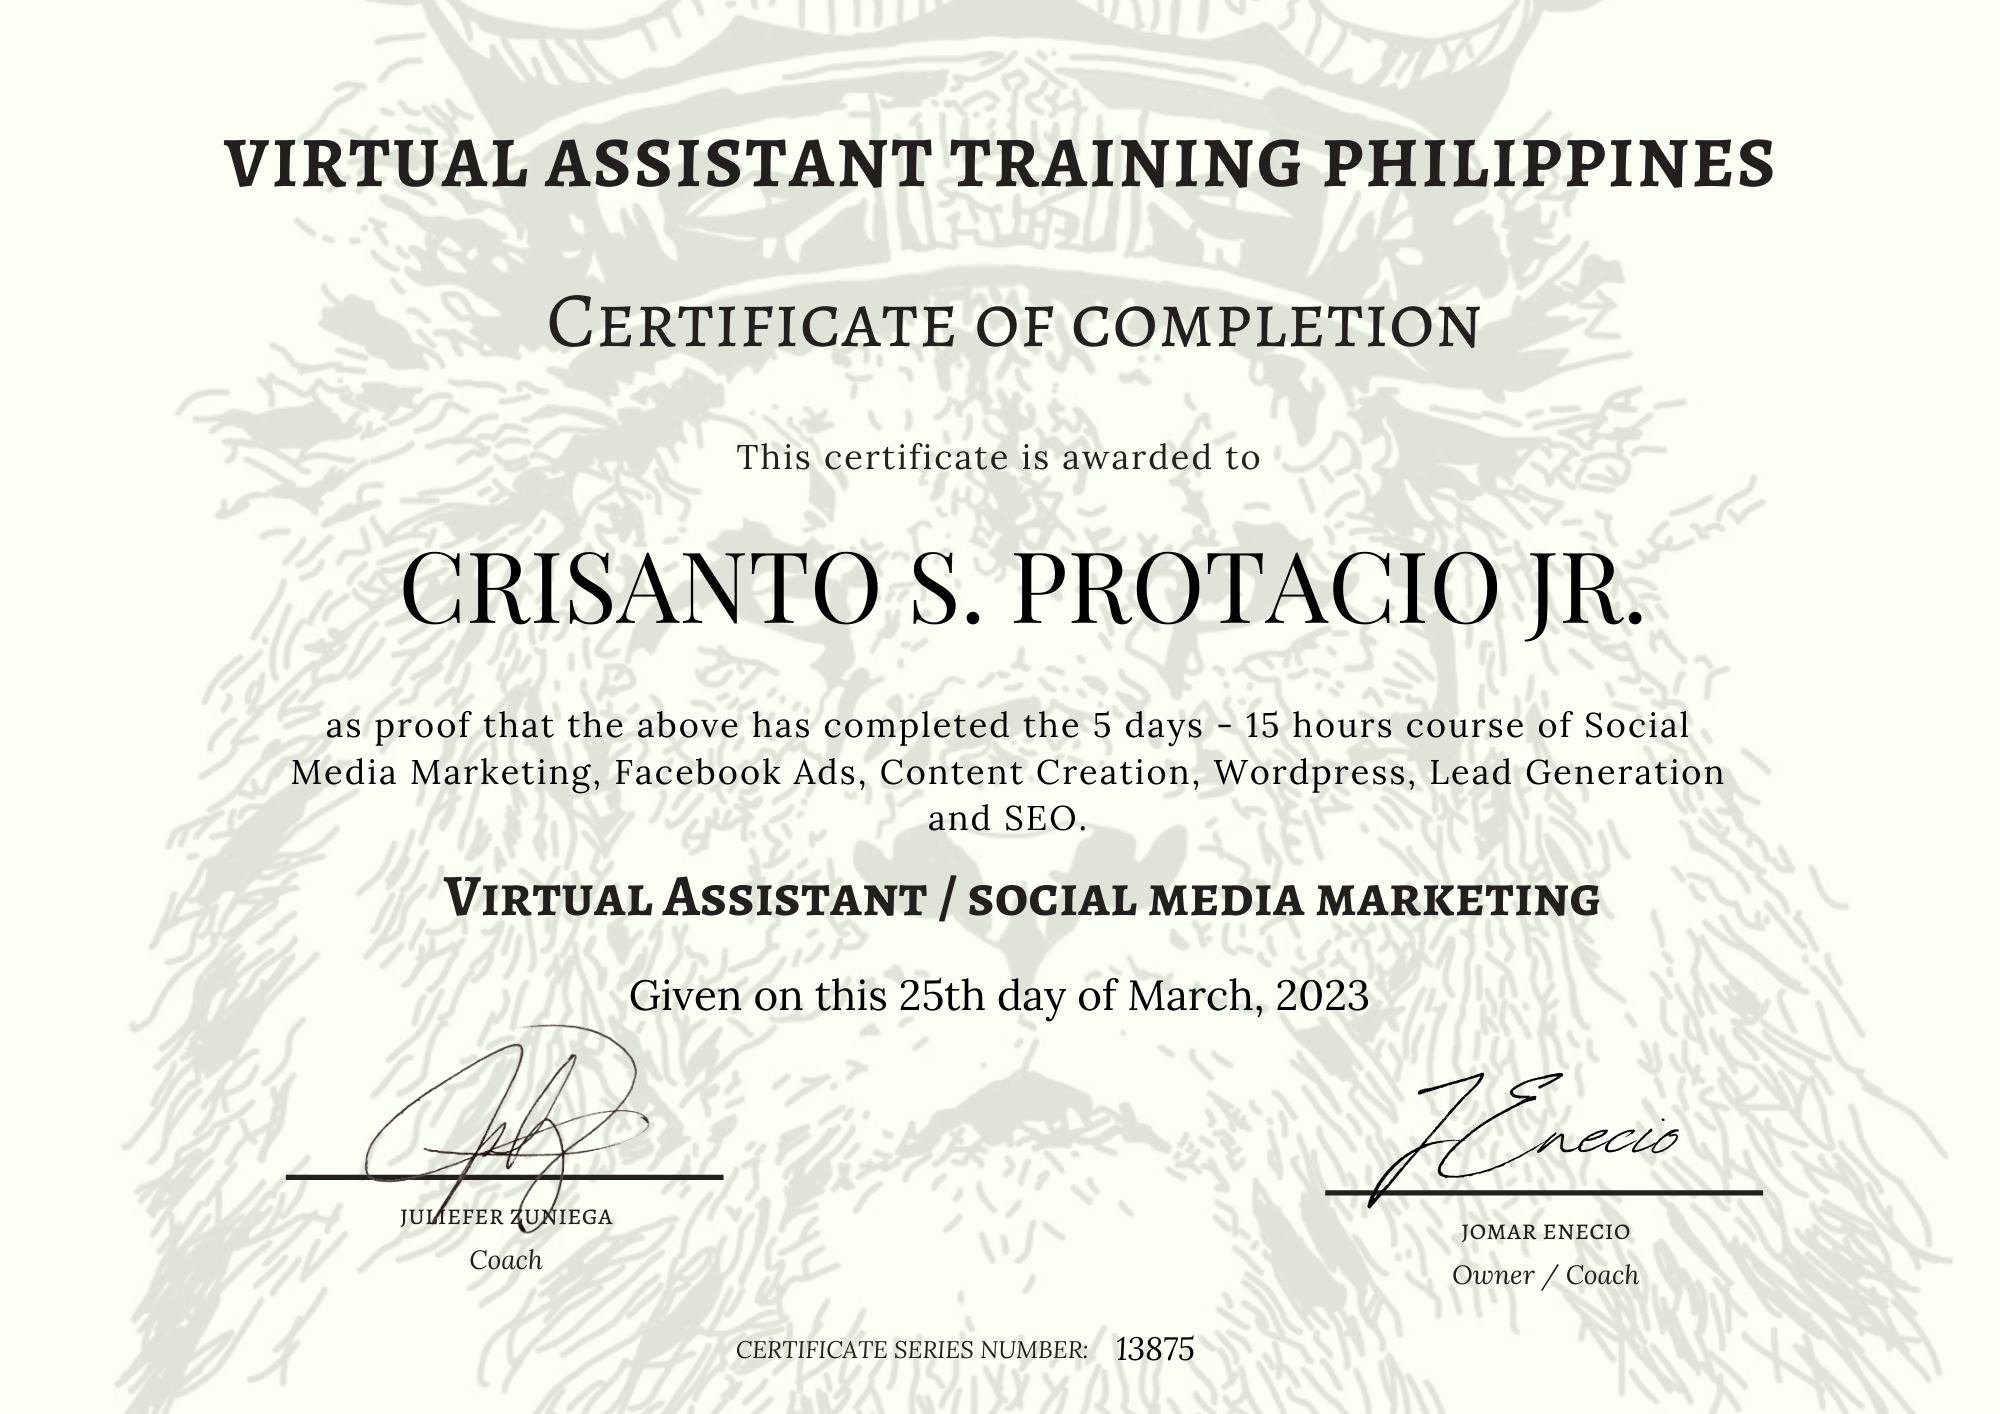 VIRTUAL ASSISTANT TRAINING PHILIPPINES
CERTIFICATE OF COMPLETION
This certificate is awarded to
CRISANTO S. PROTACIO JR.
as proof that the above has completed the 5 days - 15 hours course of Social
Media Marketing, Facebook Ads, Content Creation, Wordpress, Lead Generation
and SEO.
VIRTUAL ASSISTANT / SOCIAL MEDIA MARKETING
Given on this 25th day of March, 2023
JEnecio
JULIEFER ZUNIEGA
Coach
JOMAR ENECIO
Owner / Coach
CERTIFICATE SERIES NUMBER: 13875